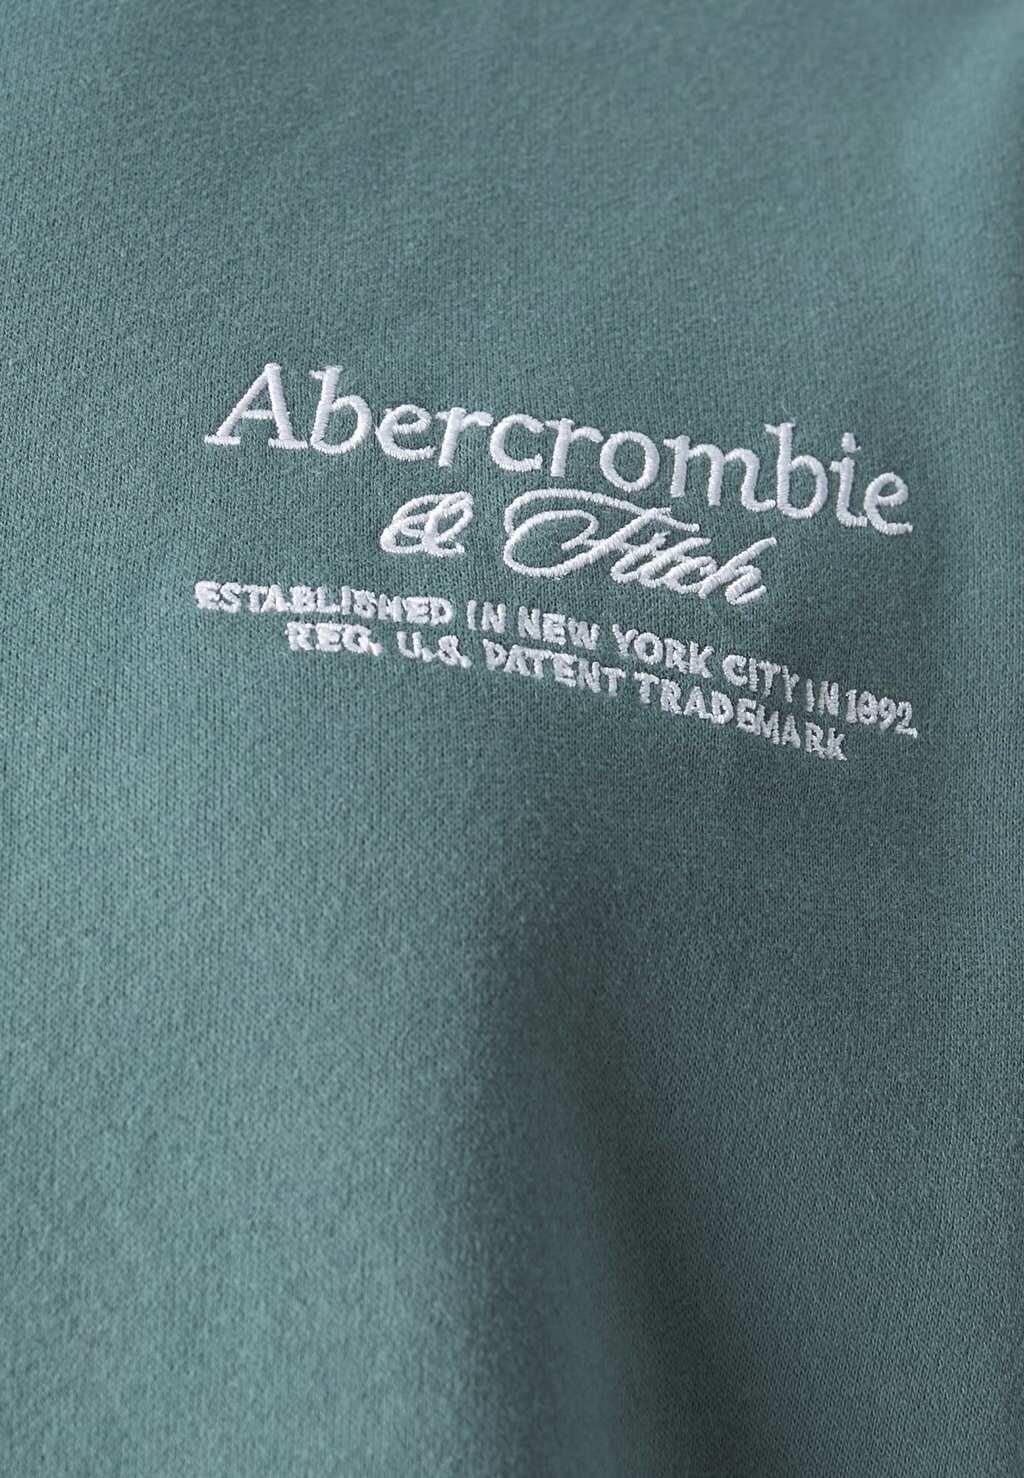 Abercrombie
& Fitch
ESTABLISHED IN NEW YORK CITY IN 1892
REG. U.S. PATENT TRADEMARK